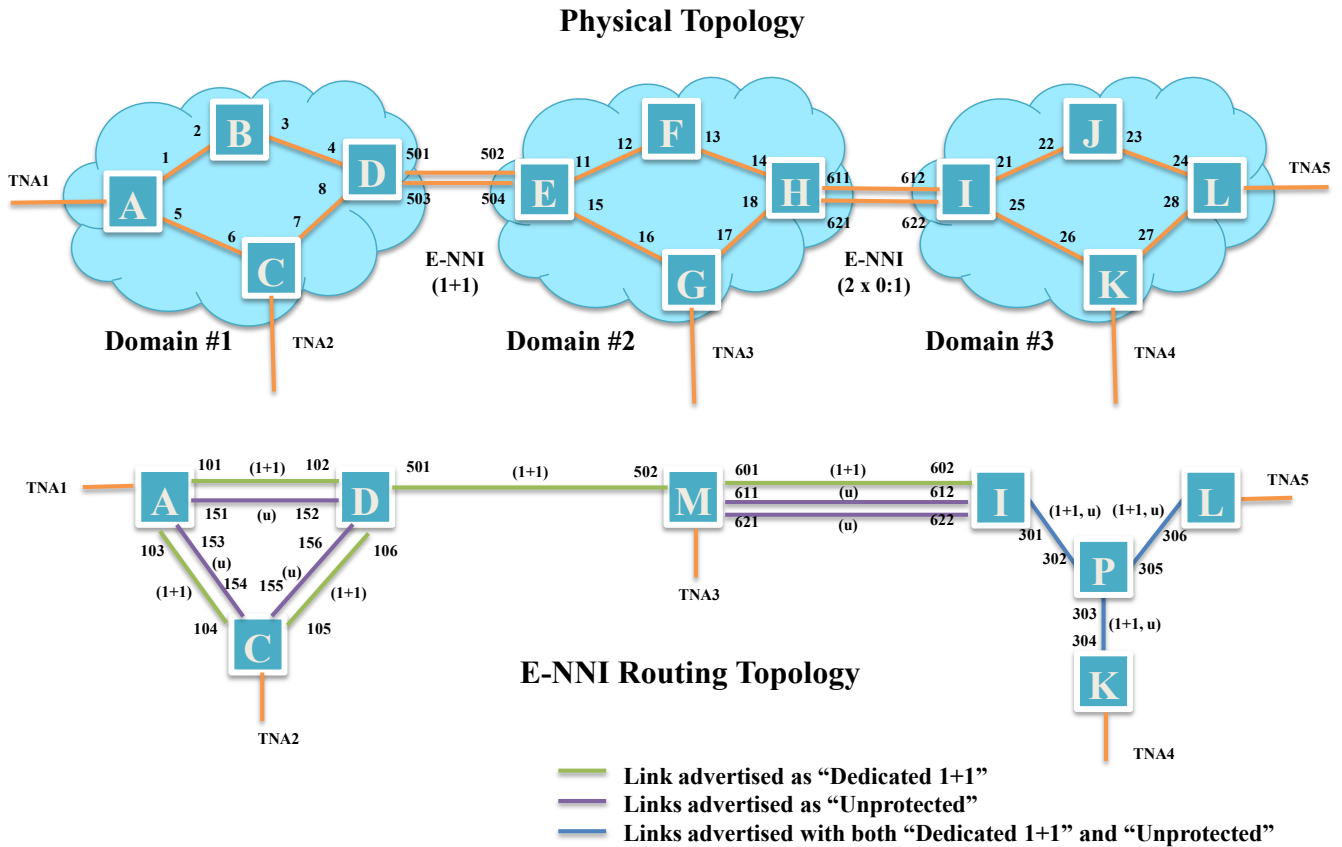 Physical Topology
B
F
J
2
3
12
13
22
23
1
4
501
502
11
14
611
612
21
24
TNA1
A
D
E
H
I
L
TNA5
5
8
503
504
15
18
621
622
25
28
6
7
16
17
26
27
C
G
K
E-NNI
(1+1)
E-NNI
(2 x 0:1)
Domain #1
Domain #2
Domain #3
TNA2
TNA3
TNA4
101
(1+1)
102
501
(1+1)
502
601
(1+1)
602
TNA1
A
D
M
611
(u)
612
I
L
TNA5
151
(u)
152
621
(u)
622
(1+1, u)
(1+1, u)
103
153
156
106
301
306
(u)
(u)
302
P
305
154
155
(1+1)
(1+1)
TNA3
303
104
C
105
304
(1+1, u)
E-NNI Routing Topology
K
TNA2
TNA4
Link advertised as “Dedicated 1+1”
Links advertised as “Unprotected”
Links advertised with both “Dedicated 1+1” and “Unprotected”